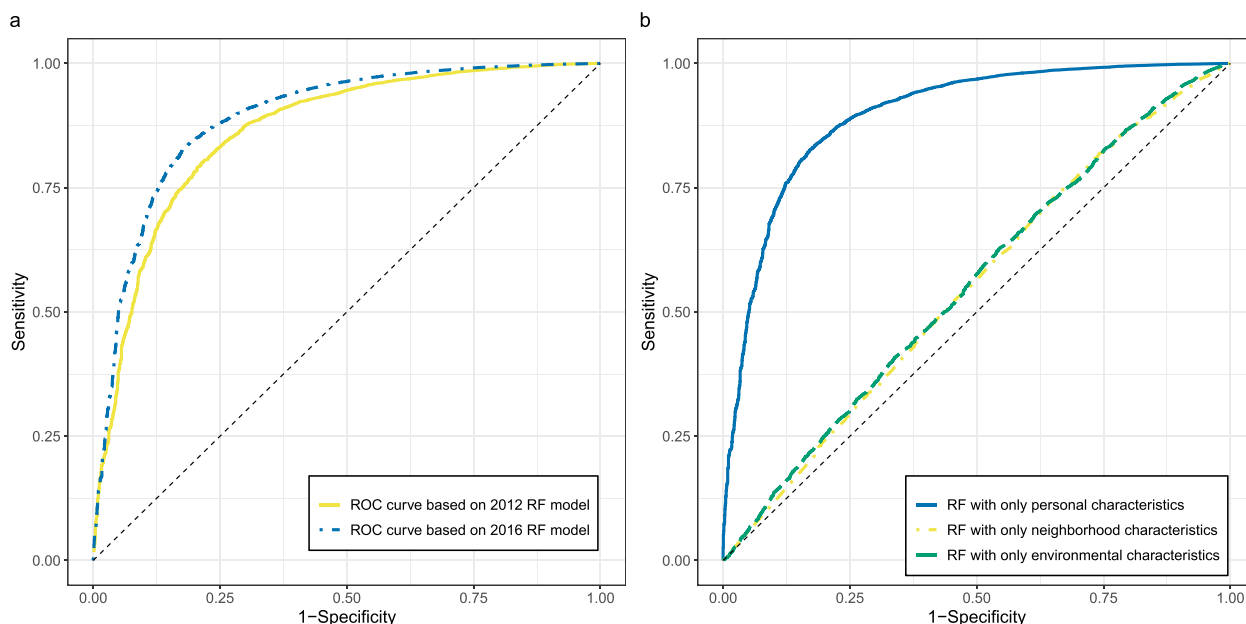 a
1.00
0.75
0.50
0.25
0.00
Sensitivity
0.00 0.25 0.50 0.75 1.00
1−Specificity
ROC curve based on 2012 RF model
ROC curve based on 2016 RF model
b
1.00
0.75
0.50
0.25
0.00
Sensitivity
0.00 0.25 0.50 0.75 1.00
1−Specificity
RF with only personal characteristics
RF with only neighborhood characteristics
RF with only environmental characteristics